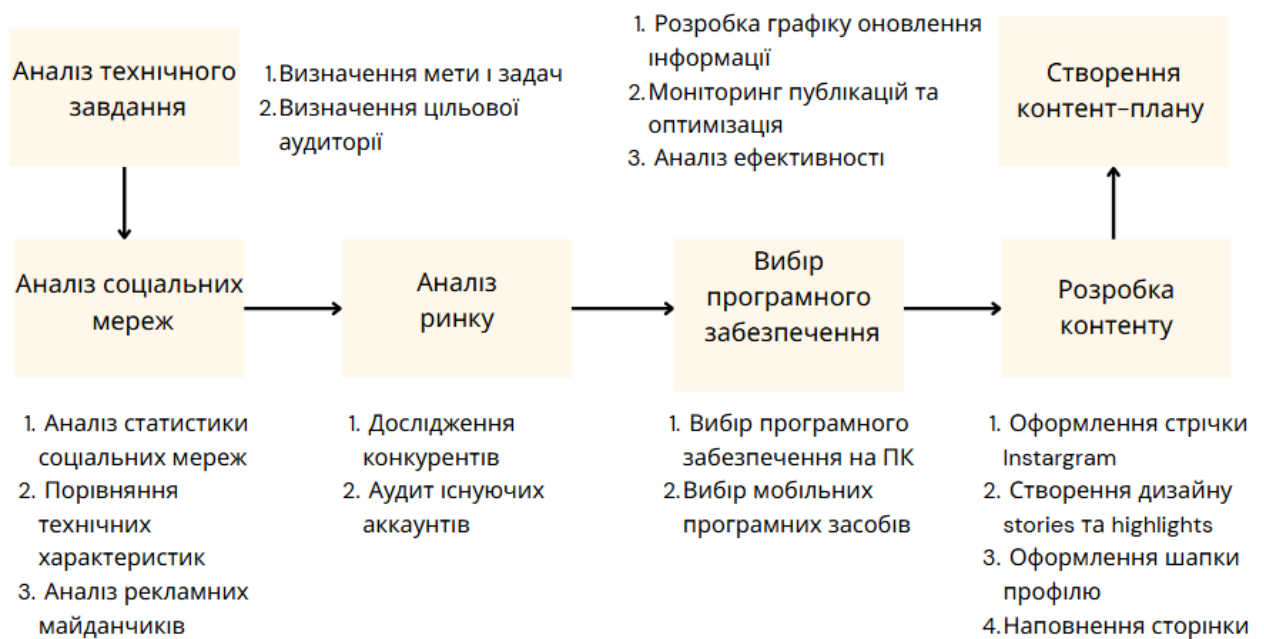 Аналіз технічного
завдання
1.Визначення мети і задач
2.Визначення цільової
аудиторії
1. Розробка графіку оновлення
інформації
2.Моніторинг публікацій та
оптимізація
3. Аналіз ефективності
Створення
контент-плану
Аналіз соціальних
мереж
Аналіз
ринку
Вибір
програмного
забезпечення
Розробка
контенту
1. Аналіз статистики
соціальних мереж
2. Порівняння
технічних
характеристик
3. Аналіз рекламних
майданчиків
1. Дослідження
конкурентів
2. Аудит існуючих
аккаунтів
1. Вибір програмного
забезпечення на ПК
2.Вибір мобільних
програмних засобів
1. Оформлення стрічки
Instargram
2. Створення дизайну
stories та highlights
3. Оформлення шапки
профілю
4.Наповнення сторінки